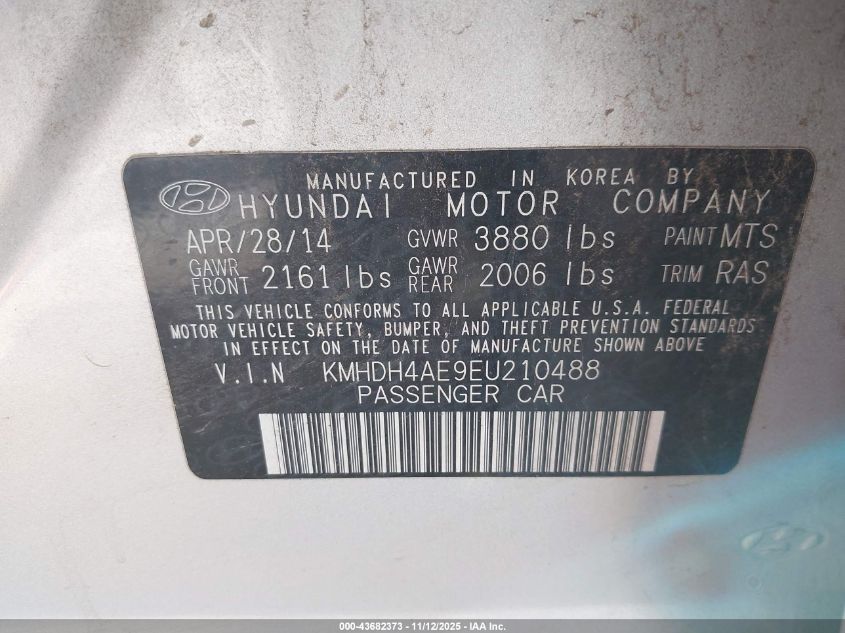 MANUFACTURED IN KOREA BY
HYUNDAI MOTOR COMPANY
APR/28/14 GVWR 3880 lbs PAINT MTS
GAWR FRONT 2161 lbs GAWR REAR 2006 lbs TRIM RAS
THIS VEHICLE CONFORMS TO ALL APPLICABLE U.S.A. FEDERAL
MOTOR VEHICLE SAFETY, BUMPER, AND THEFT PREVENTION STANDARDS
IN EFFECT ON THE DATE OF MANUFACTURE SHOWN ABOVE
V.I.N KMHDH4AE9EU210488
PASSENGER CAR
000-43682373 - 11/12/2025 - IAA Inc.